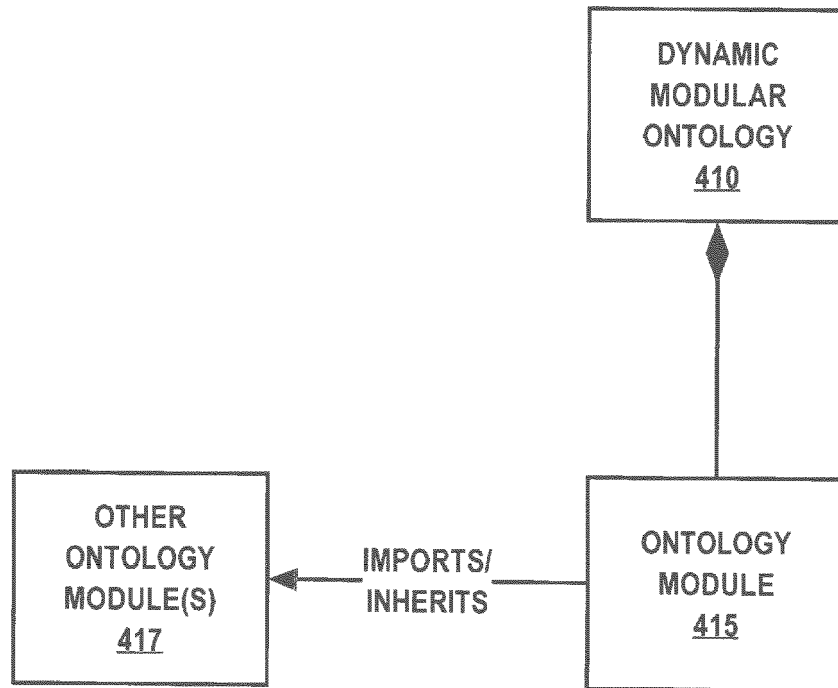 DYNAMIC
MODULAR
ONTOLOGY
410
OTHER
ONTOLOGY
MODULE(S)
417
IMPORTS/
INHERITS
ONTOLOGY
MODULE
415